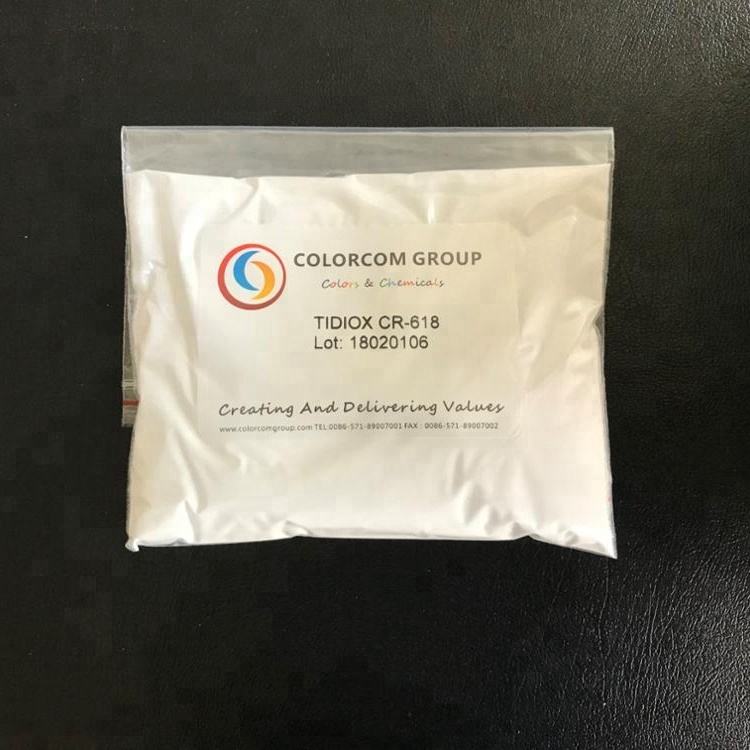 COLORCOM GROUP
Colors & Chemicals
TIDIOX CR-618
Lot: 18020106
Creating And Delivering Values
www.colorcomgroup.com TEL:0086-571-89007001 FAX : 0086-571-89007002